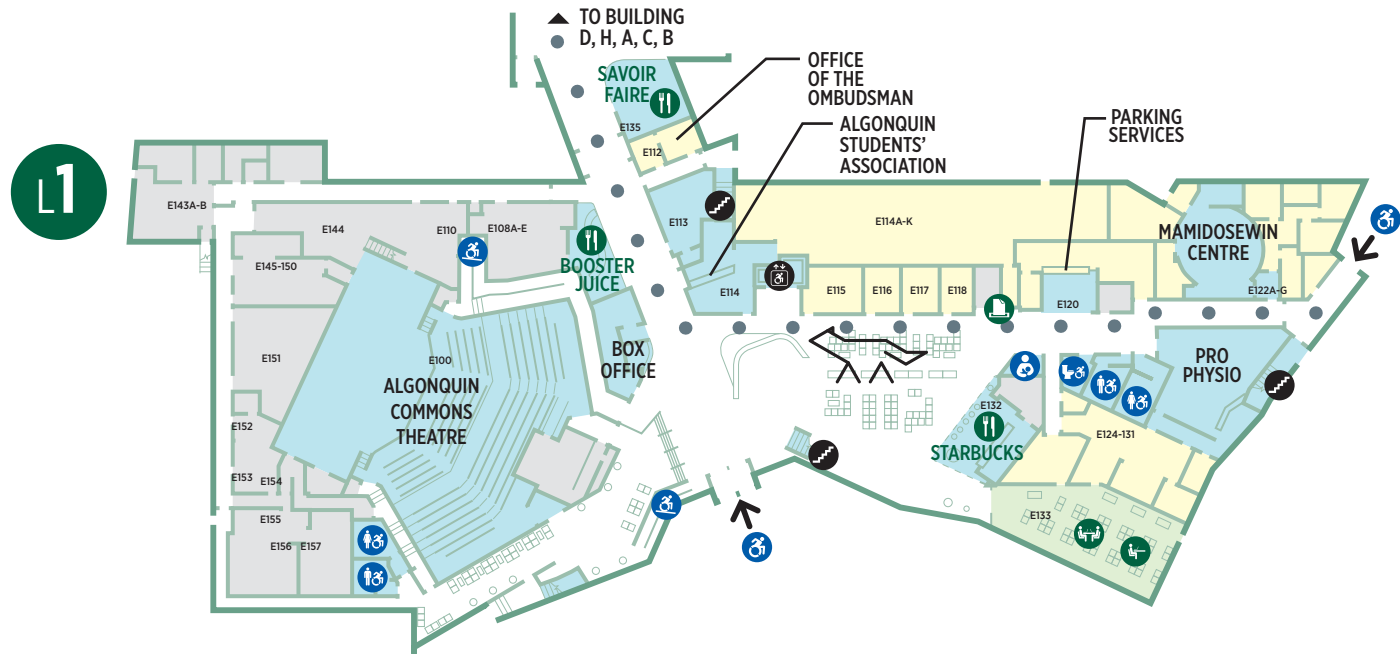 TO BUILDING
D, H, A, C, B
SAVOIR
FAIRE
E135
E112
OFFICE
OF THE
OMBUDSMAN
ALGONQUIN
STUDENTS'
ASSOCIATION
PARKING
SERVICES
L1
E143A-B
E144
E110
E108A-E
E113
E114A-K
MAMIDOSEWIN
CENTRE
E145-150
BOOSTER
JUICE
E114
E115
E116
E117
E118
E120
E122A-G
E151
E100
ALGONQUIN
COMMONS
THEATRE
BOX
OFFICE
PRO
PHYSIO
E132
STARBUCKS
E124-131
E152
E153
E154
E155
E156
E157
E133